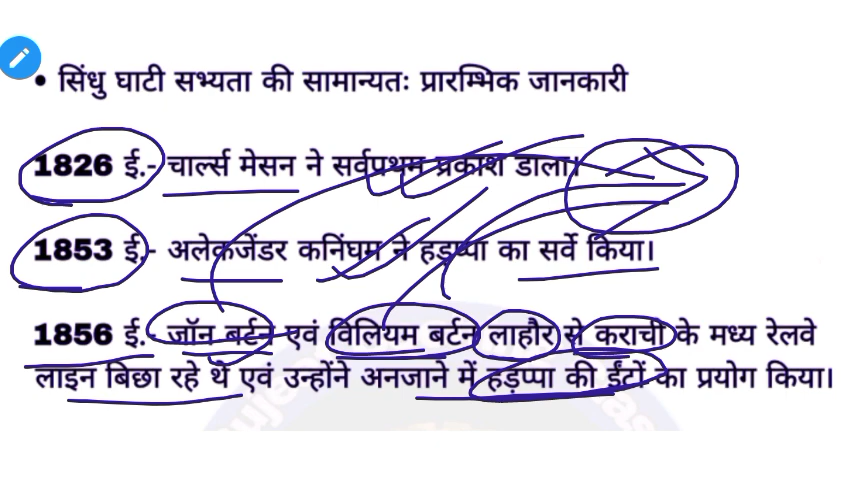 • सिंधु घाटी सभ्यता की सामान्यतः प्रारम्भिक जानकारी
1826 ई.- चार्ल्स मेसन ने सर्वप्रथम प्रकाश डाला।
1853 ई.- अलेकजेंडर कनिंघम ने हड़प्पा का सर्वे किया।
1856 ई.- जॉन बर्टन एवं विलियम बर्टन लाहौर से कराची के मध्य रेलवे
लाइन बिछा रहे थे एवं उन्होंने अनजाने में हड़प्पा की ईंटों का प्रयोग किया।